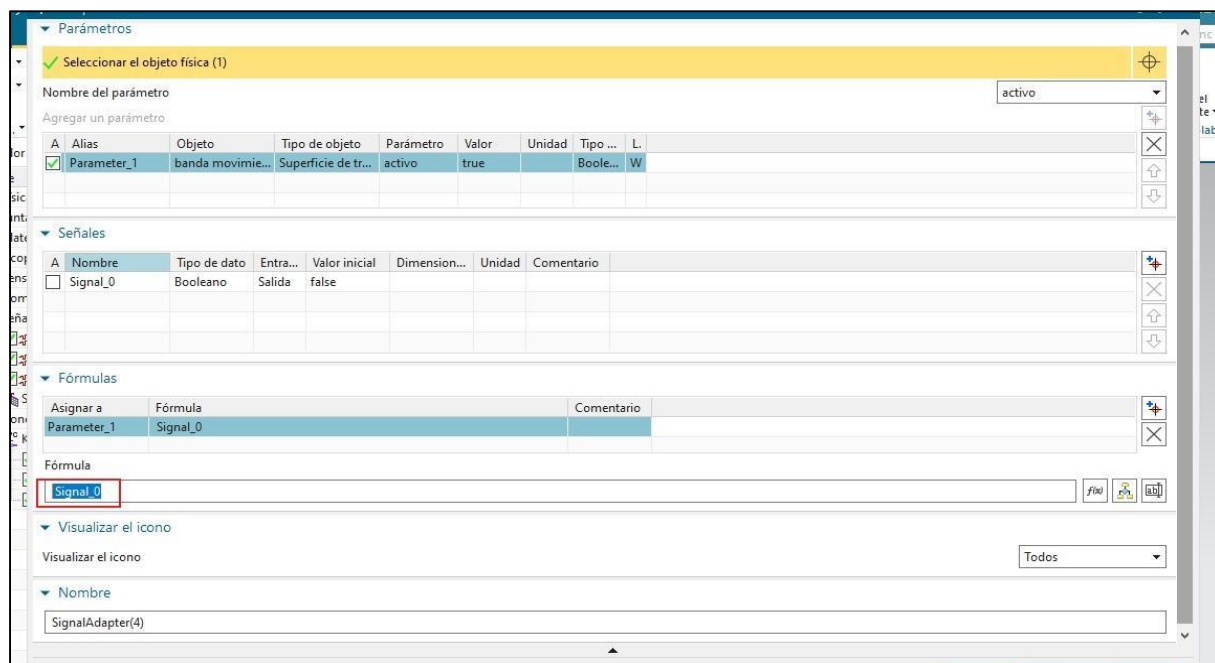 Parámetros
Seleccionar el objeto física (1)
Nombre del parámetro activo
Agregar un parámetro
A Alias Objeto Tipo de objeto Parámetro Valor Unidad Tipo ... L.
Parameter_1 banda movimie... Superficie de tr... activo true Boole... W
Señales
A Nombre Tipo de dato Entra... Valor inicial Dimension... Unidad Comentario
Signal_0 Booleano Salida false
Fórmulas
Asignar a Fórmula Comentario
Parameter_1 Signal_0
Fórmula
Signal_0 f(x) ab
Visualizar el icono
Visualizar el icono Todos
Nombre
SignalAdapter(4)